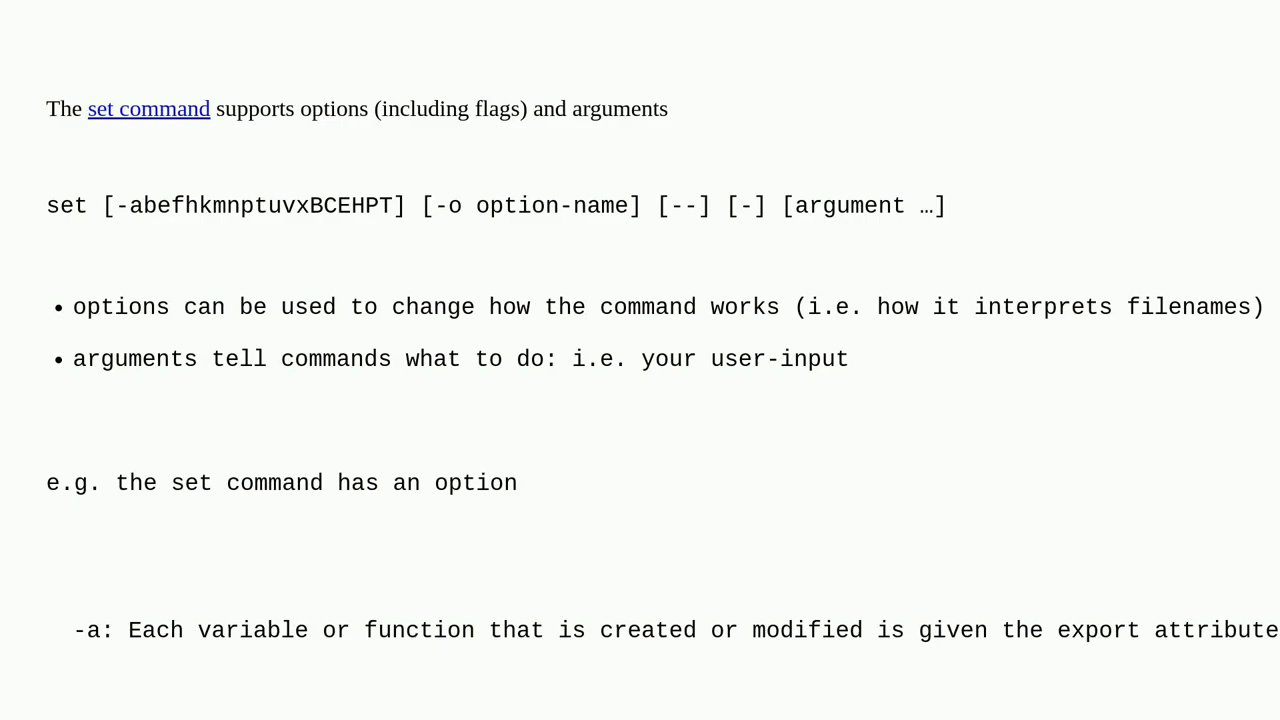 The set command supports options (including flags) and arguments
set [-abefhkmnptuvxBCEHPT] [-o option-name] [--] [-] [argument …]
• options can be used to change how the command works (i.e. how it interprets filenames)
• arguments tell commands what to do: i.e. your user-input
e.g. the set command has an option
-a: Each variable or function that is created or modified is given the export attribute